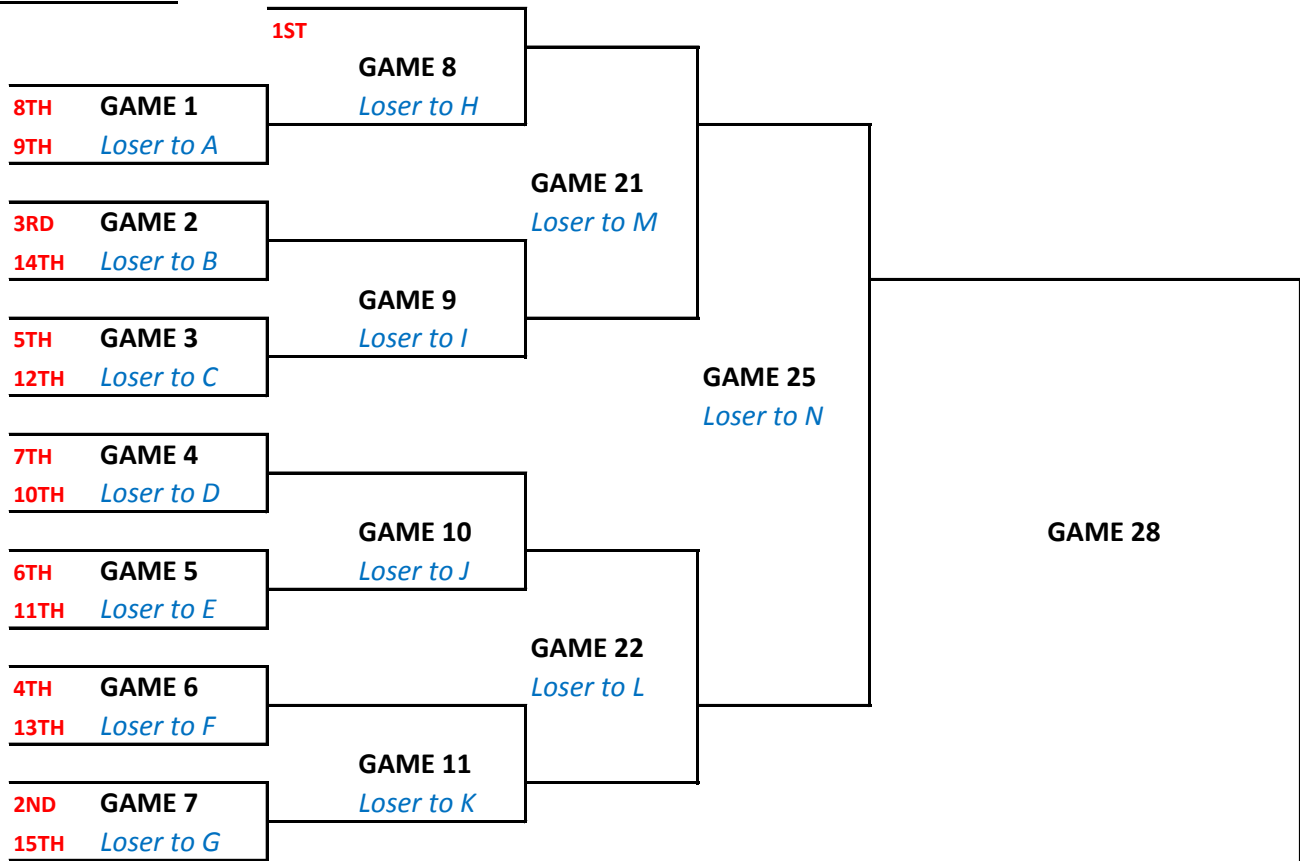 1ST
GAME 8
Loser to H
8TH GAME 1
9TH Loser to A
GAME 21
Loser to M
3RD GAME 2
14TH Loser to B
GAME 9
Loser to I
5TH GAME 3
12TH Loser to C
GAME 25
Loser to N
7TH GAME 4
10TH Loser to D
GAME 10
Loser to J
GAME 28
6TH GAME 5
11TH Loser to E
GAME 22
Loser to L
4TH GAME 6
13TH Loser to F
GAME 11
Loser to K
2ND GAME 7
15TH Loser to G